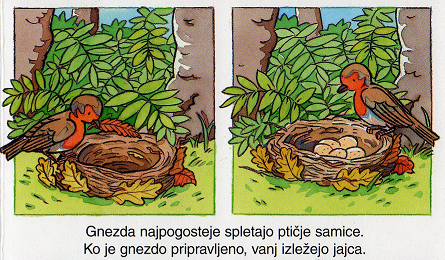 Gnezda najpogosteje spletajo ptičje samice.
Ko je gnezdo pripravljeno, vanj izležejo jajca.